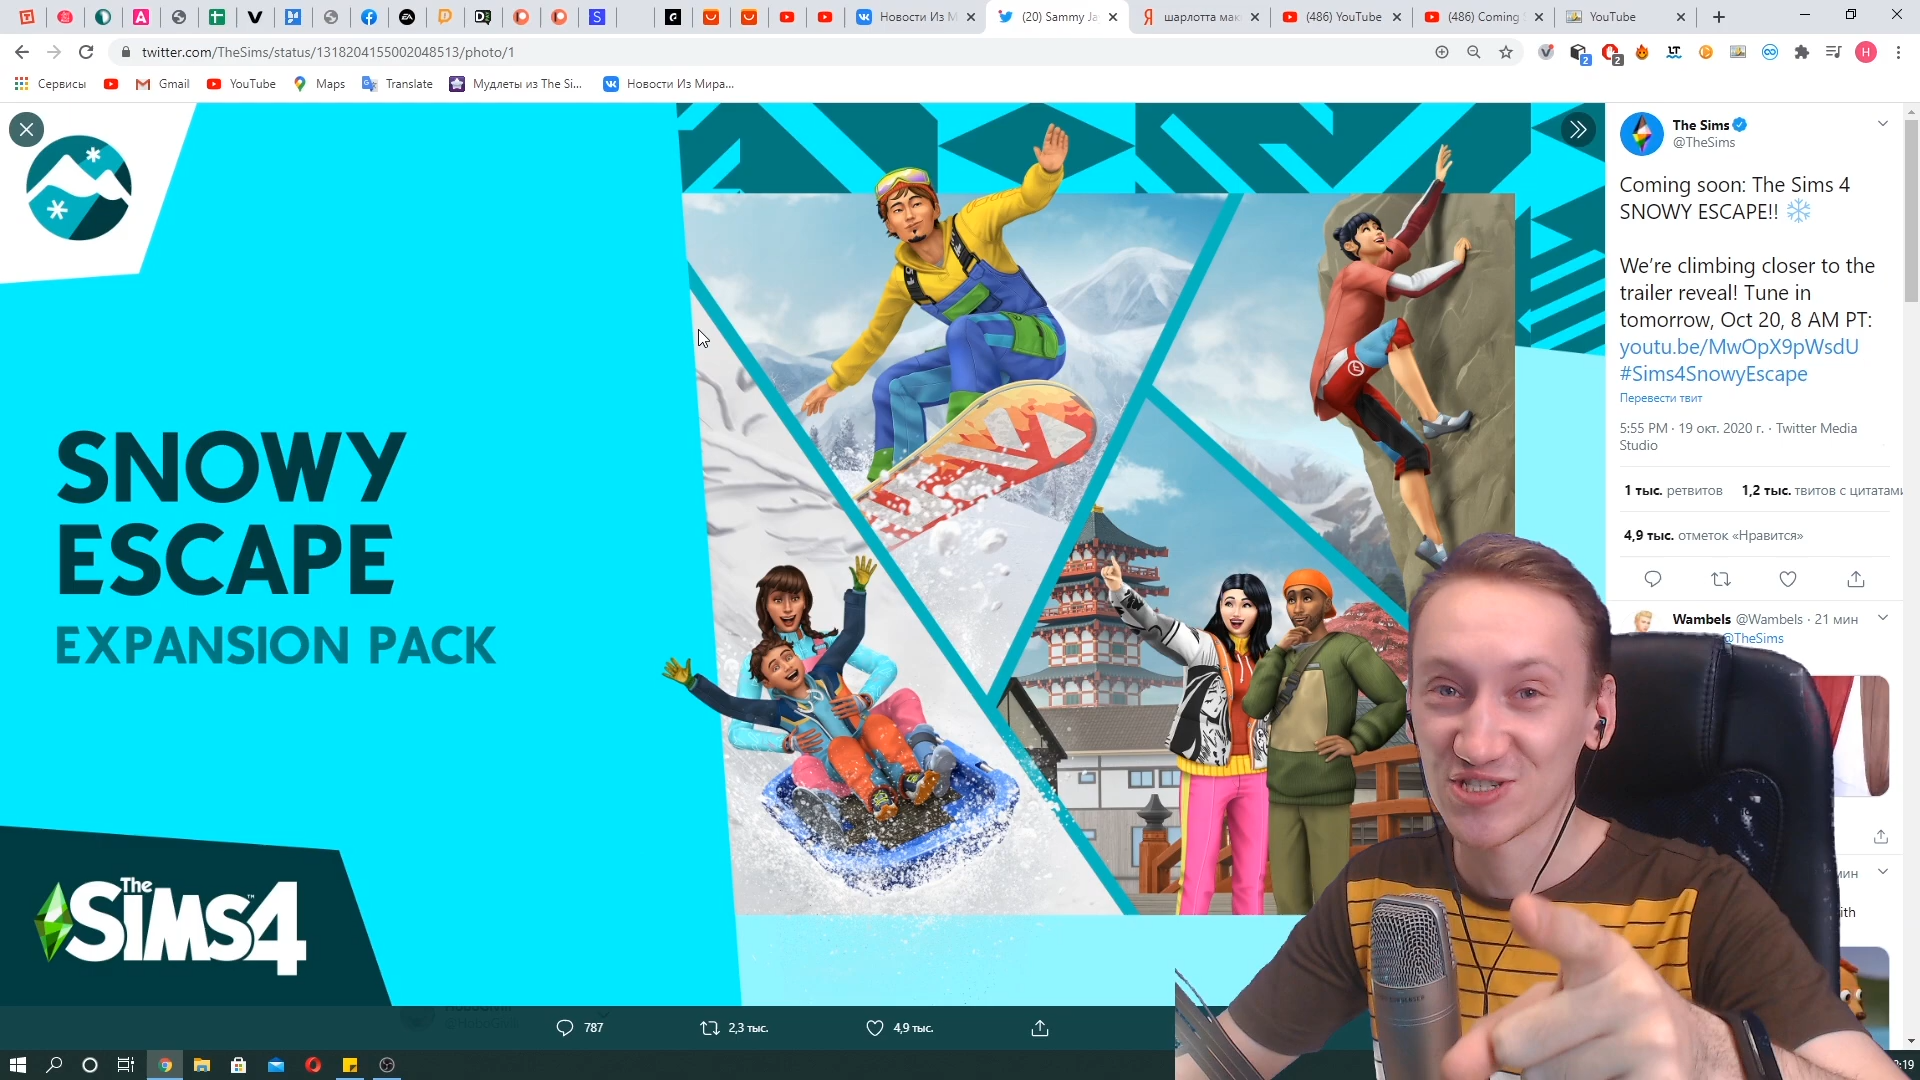 Новости Из М
(20) Sammy Ja
шарлотта мак
(486) YouTube
(486) Coming
YouTube
twitter.com/TheSims/status/1318204155002048513/photo/1
Сервисы
Gmail
YouTube
Maps
Translate
Мудлеты из The Si...
Новости Из Мира...
SNOWY
ESCAPE
EXPANSION PACK
The
SIMS4
The Sims
@TheSims
Coming soon: The Sims 4
SNOWY ESCAPE!!
We're climbing closer to the
trailer reveal! Tune in
tomorrow, Oct 20, 8 AM PT:
youtu.be/MwOpX9pWsdU
#Sims4SnowyEscape
Перевести твит
5:55 PM · 19 окт. 2020 г. · Twitter Media
Studio
1 тыс. ретвитов 1,2 тыс. твитов с цитатами
4,9 тыс. отметок «Нравится»
Wambels @Wambels · 21 мин
@TheSims
мин
ith
787
2,3 тыс.
4,9 тыс.